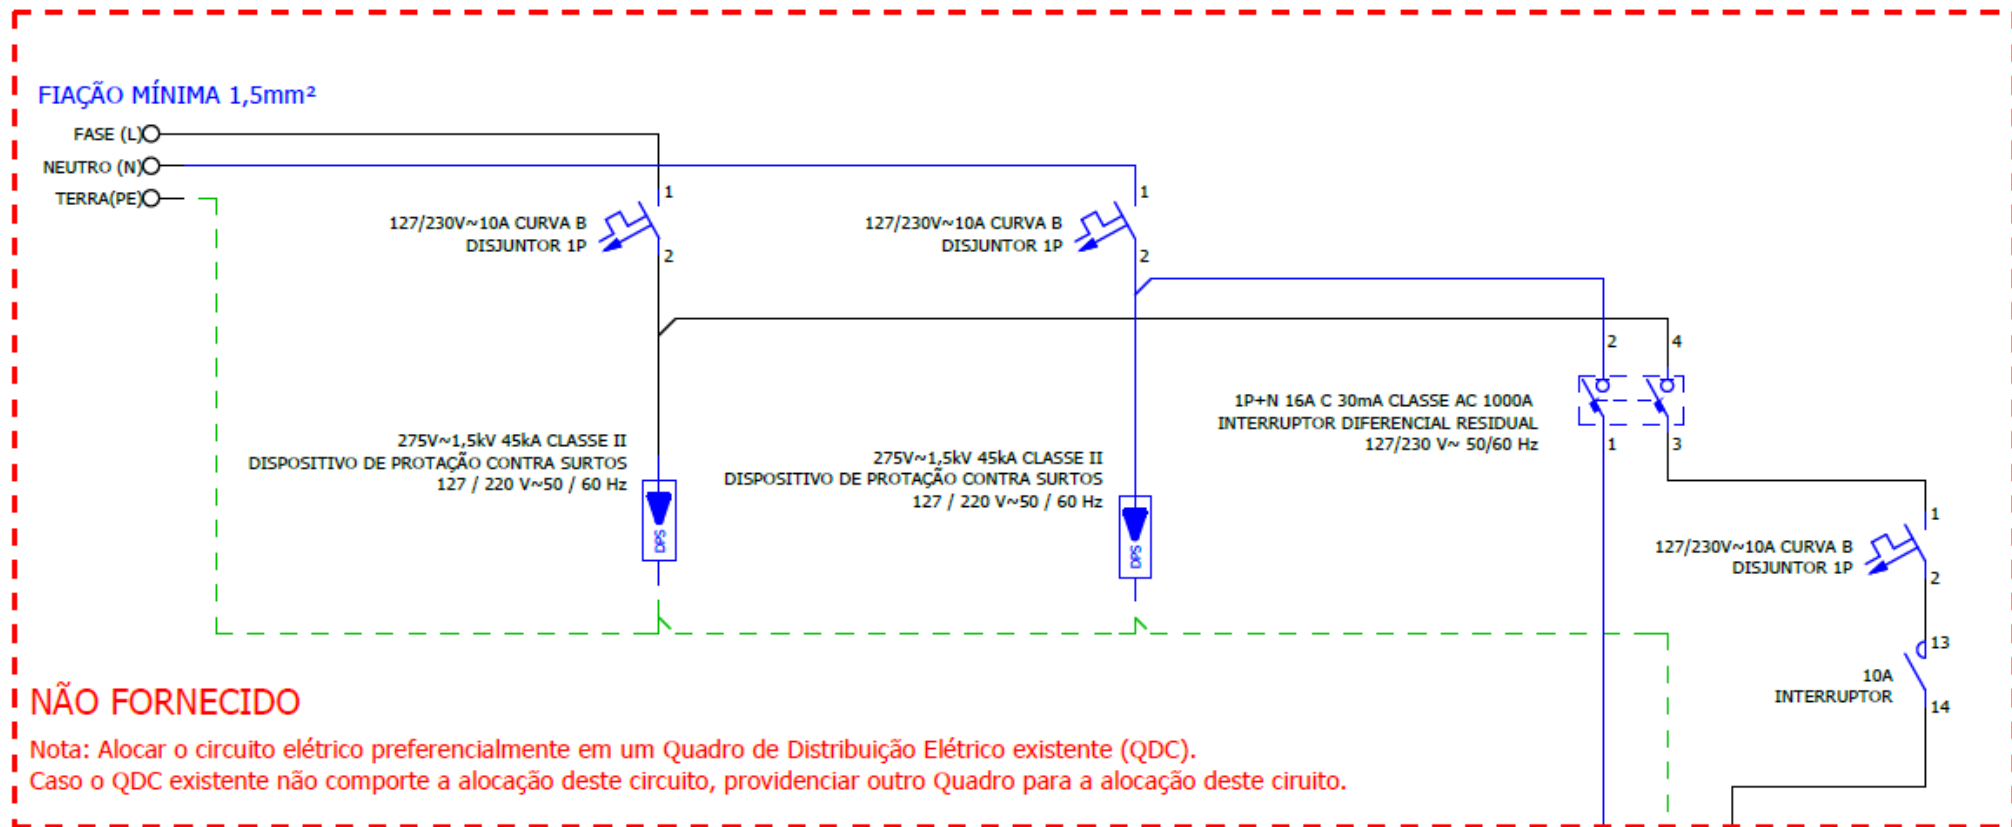 FIAÇÃO MÍNIMA 1,5mm²
FASE (L)
NEUTRO (N)
TERRA(PE)
1
127/230V~10A CURVA B
DISJUNTOR 1P
2
1
127/230V~10A CURVA B
DISJUNTOR 1P
2
2
4
1P+N 16A C 30mA CLASSE AC 1000A
INTERRUPTOR DIFERENCIAL RESIDUAL
127/230 V~ 50/60 Hz
1
3
275V~1,5kV 45kA CLASSE II
DISPOSITIVO DE PROTAÇÃO CONTRA SURTOS
127 / 220 V~50 / 60 Hz
DPS
275V~1,5kV 45kA CLASSE II
DISPOSITIVO DE PROTAÇÃO CONTRA SURTOS
127 / 220 V~50 / 60 Hz
DPS
1
127/230V~10A CURVA B
DISJUNTOR 1P
2
13
10A
INTERRUPTOR
14
NÃO FORNECIDO
Nota: Alocar o circuito elétrico preferencialmente em um Quadro de Distribuição Elétrico existente (QDC).
Caso o QDC existente não comporte a alocação deste circuito, providenciar outro Quadro para a alocação deste ciruito.